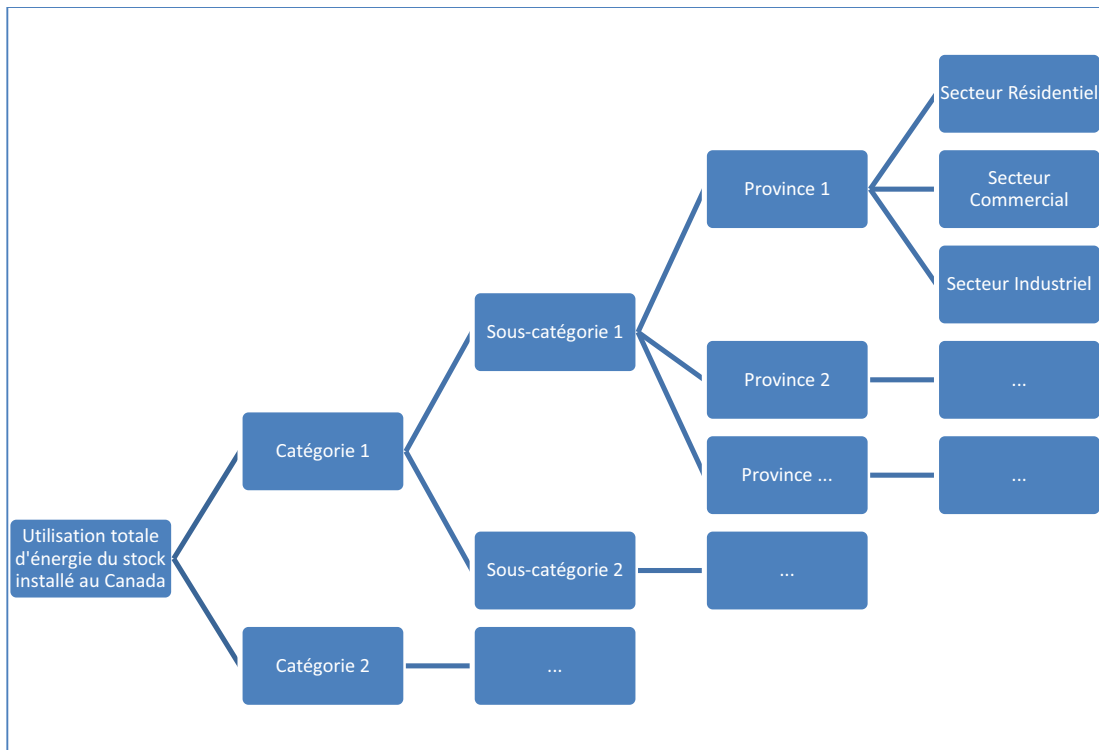 Utilisation totale
d'énergie du stock
installé au Canada
Catégorie 1
Sous-catégorie 1
Province 1
Secteur Résidentiel
Secteur
Commercial
Secteur Industriel
Province 2
...
Province ...
...
Sous-catégorie 2
...
Catégorie 2
...